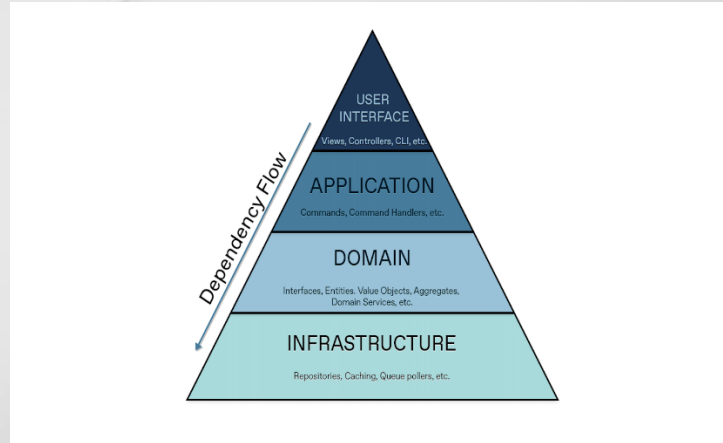 USER
INTERFACE
Views, Controllers, CLI, etc.
Dependency Flow
APPLICATION
Commands, Command Handlers, etc.
DOMAIN
Interfaces, Entities. Value Objects, Aggregates,
Domain Services, etc.
INFRASTRUCTURE
Repositories, Caching, Queue pollers, etc.